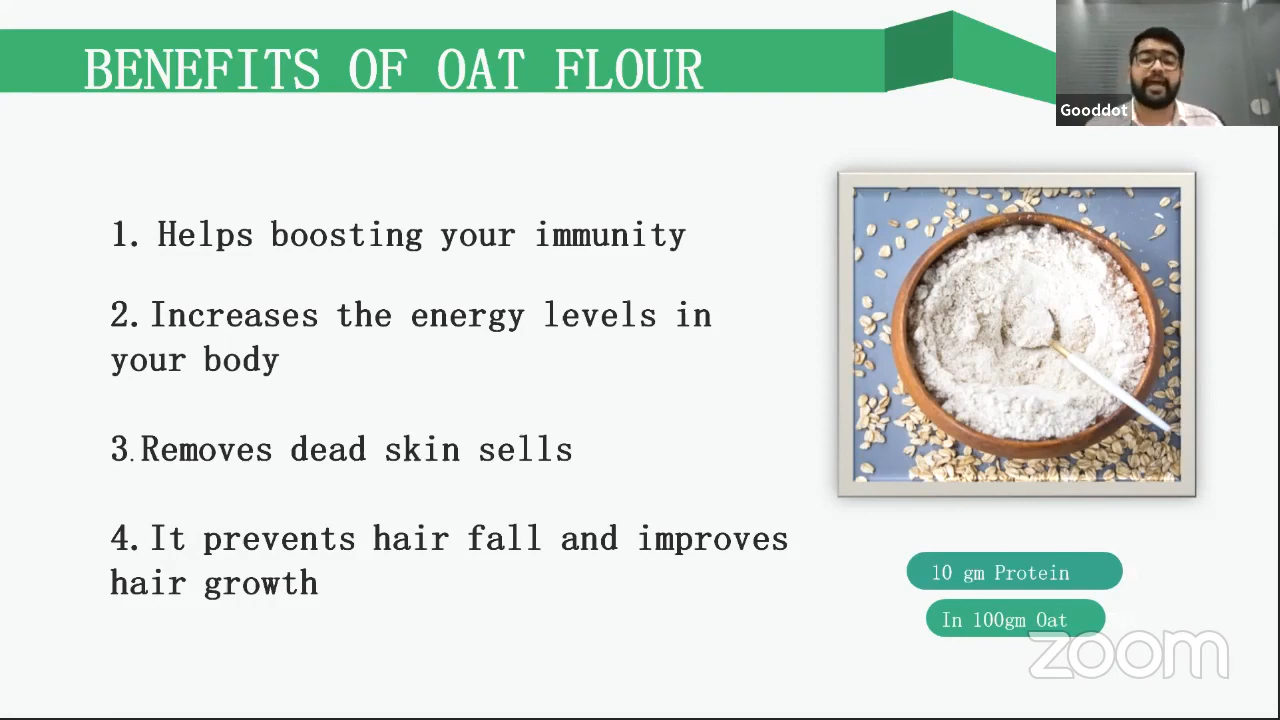 BENEFITS OF OAT FLOUR
Gooddot
1. Helps boosting your immunity
2. Increases the energy levels in
your body
3. Removes dead skin sells
4. It prevents hair fall and improves
hair growth
10 gm Protein
In 100gm Oat
zoom